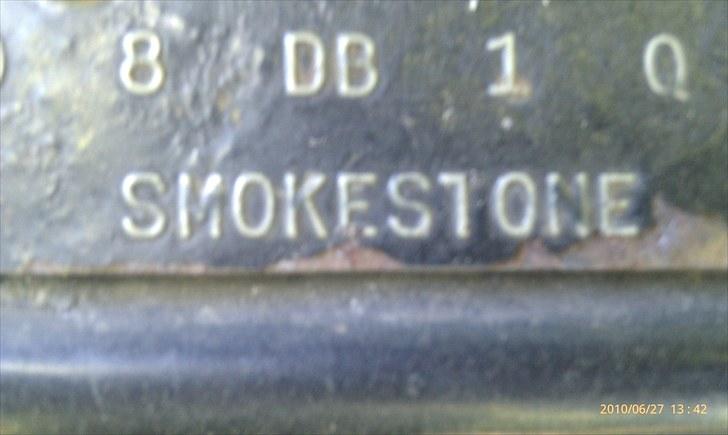 8 DB 1 Q
SMOKESTONE
2010/06/27 13:42